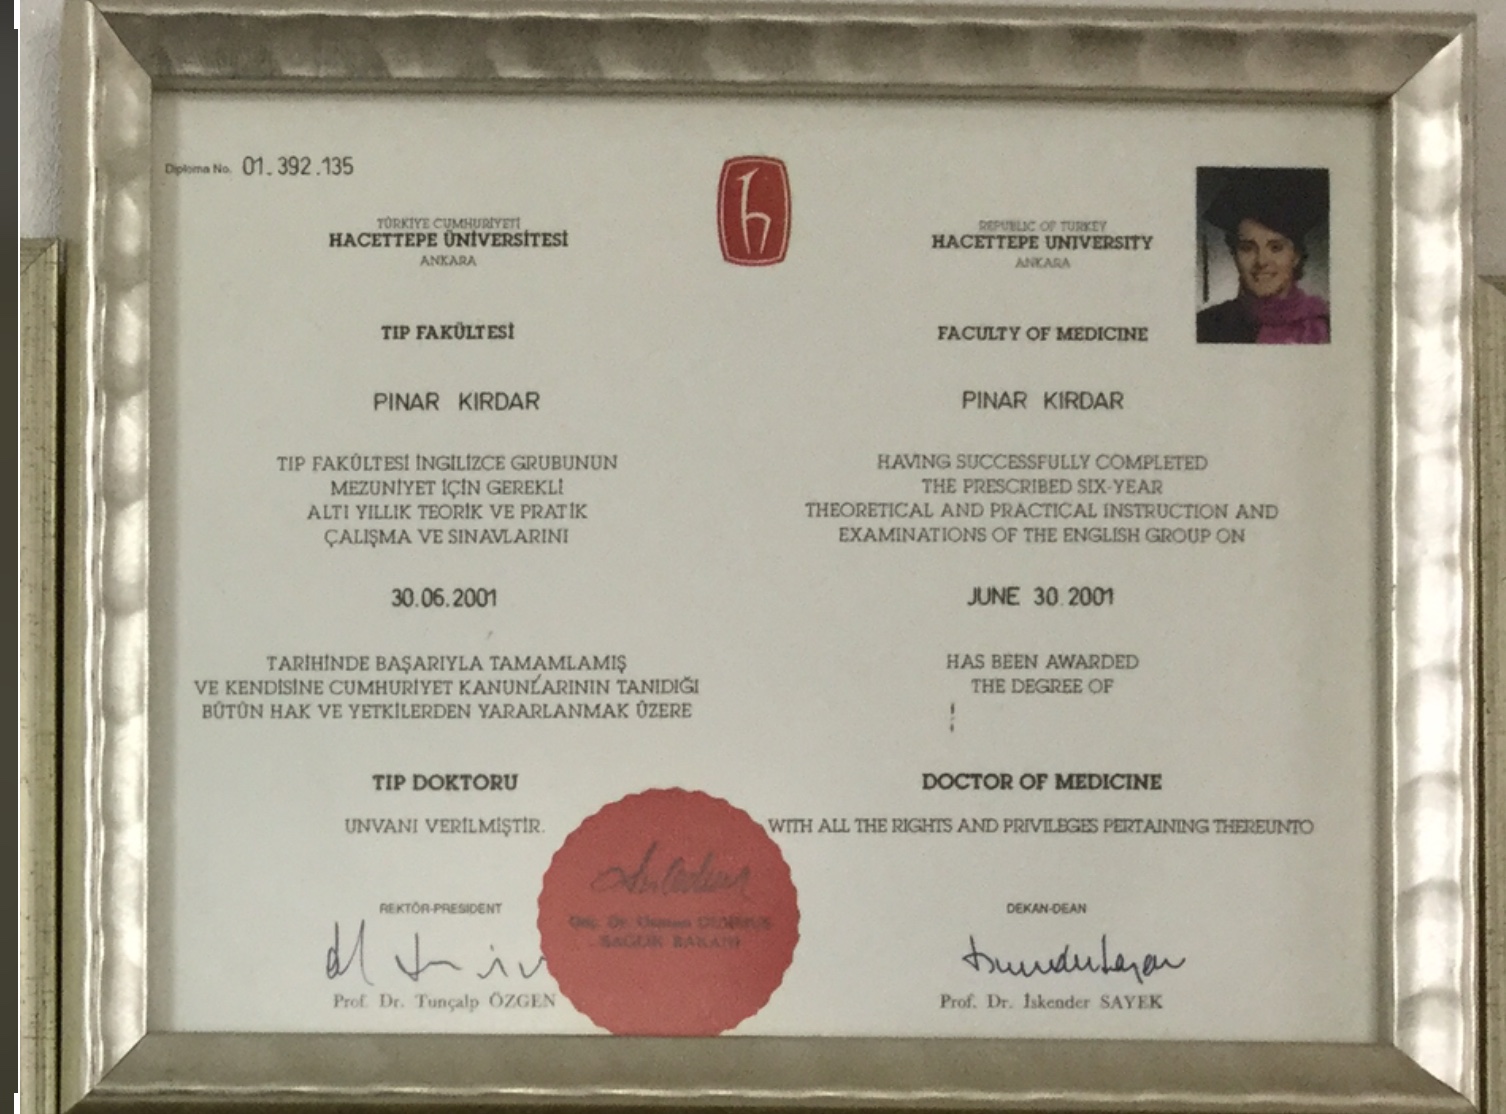 Diploma No. 01.392.135
TÜRKİYE CUMHURİYETİ
HACETTEPE ÜNİVERSİTESİ
ANKARA
TIP FAKÜLTESİ
PINAR KIRDAR
TIP FAKÜLTESİ İNGİLİZCE GRUBUNUN
MEZUNİYET İÇİN GEREKLİ
ALTI YILLIK TEORİK VE PRATİK
ÇALIŞMA VE SINAVLARINI
30.06.2001
TARİHİNDE BAŞARIYLA TAMAMLAMIŞ
VE KENDİSİNE CUMHURİYET KANUNLARININ TANIDIĞI
BÜTÜN HAK VE YETKİLERDEN YARARLANMAK ÜZERE
TIP DOKTORU
UNVANI VERİLMİŞTİR.
REKTÖR-PRESIDENT
Prof. Dr. Tunçalp ÖZGEN
h
REPUBLIC OF TURKEY
HACETTEPE UNIVERSITY
ANKARA
FACULTY OF MEDICINE
PINAR KIRDAR
HAVING SUCCESSFULLY COMPLETED
THE PRESCRIBED SIX-YEAR
THEORETICAL AND PRACTICAL INSTRUCTION AND
EXAMINATIONS OF THE ENGLISH GROUP ON
JUNE 30.2001
HAS BEEN AWARDED
THE DEGREE OF
DOCTOR OF MEDICINE
WITH ALL THE RIGHTS AND PRIVILEGES PERTAINING THEREUNTO
DEKAN-DEAN
Prof. Dr. İskender SAYEK
Dr. Osman
SAĞLIK BAKANI